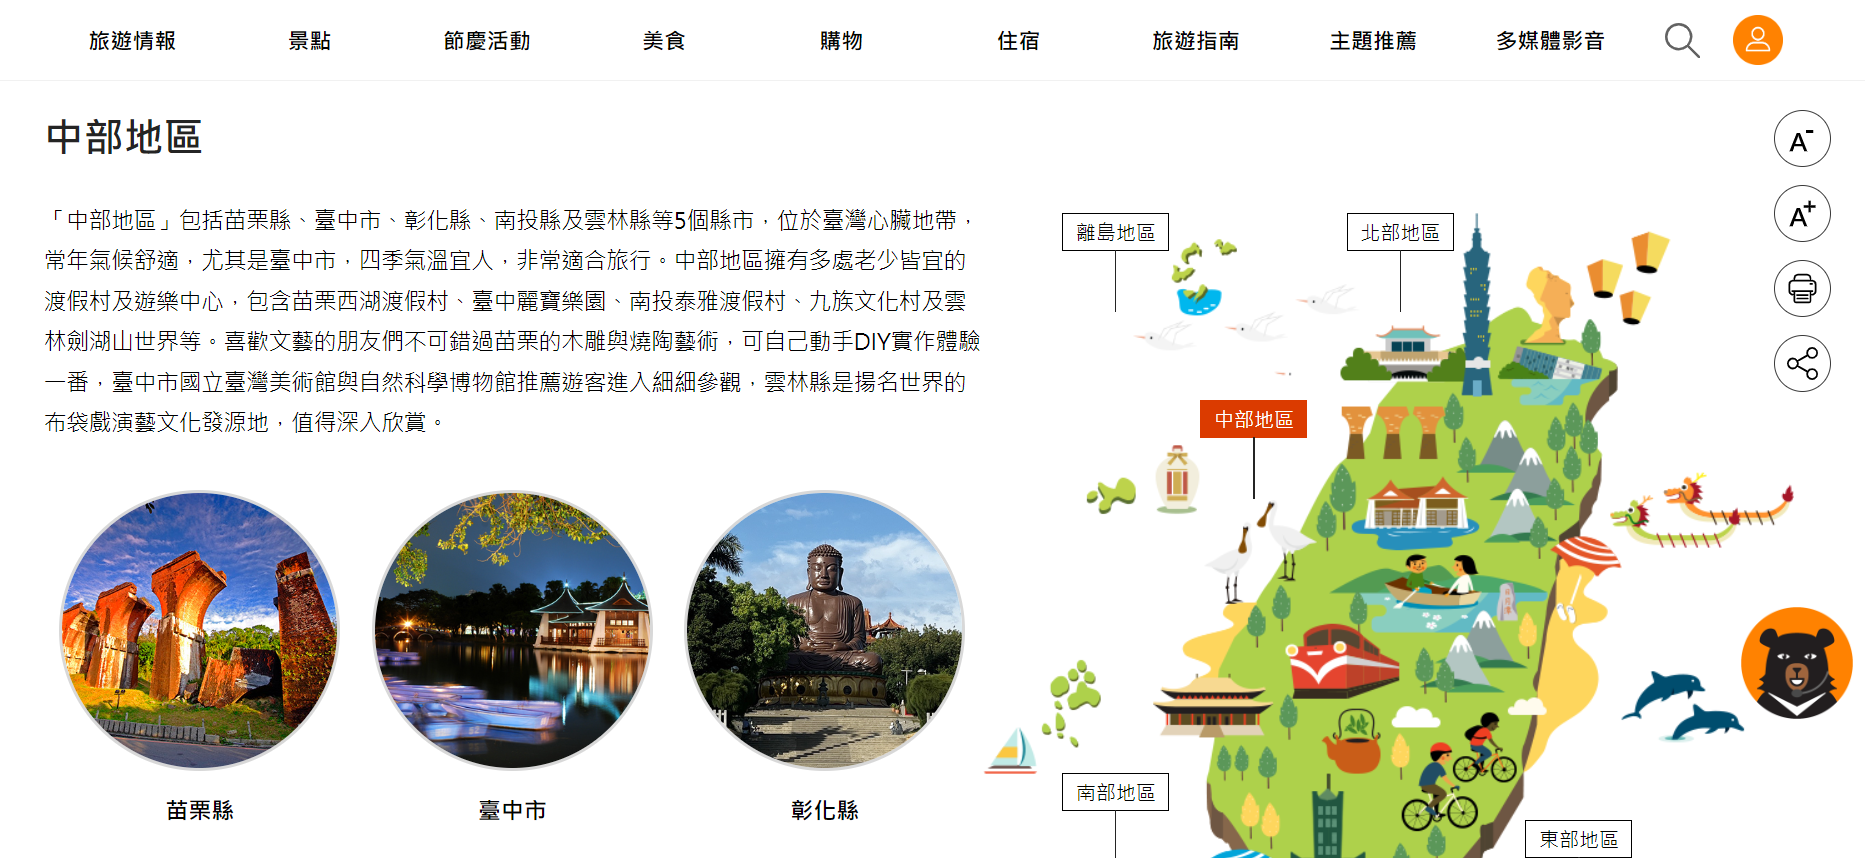 旅遊情報 景點 節慶活動 美食 購物 住宿 旅遊指南 主題推薦 多媒體影音
中部地區
「中部地區」包括苗栗縣、臺中市、彰化縣、南投縣及雲林縣等5個縣市，位於臺灣心臟地帶，
常年氣候舒適，尤其是臺中市，四季氣溫宜人，非常適合旅行。中部地區擁有多處老少皆宜的
渡假村及遊樂中心，包含苗栗西湖渡假村、臺中麗寶樂園、南投泰雅渡假村、九族文化村及雲
林劍湖山世界等。喜歡文藝的朋友們不可錯過苗栗的木雕與燒陶藝術，可自己動手DIY實作體驗
一番，臺中市國立臺灣美術館與自然科學博物館推薦遊客進入細細參觀，雲林縣是揚名世界的
布袋戲演藝文化發源地，值得深入欣賞。
苗栗縣 臺中市 彰化縣
離島地區
北部地區
中部地區
南部地區
東部地區
A-
A+